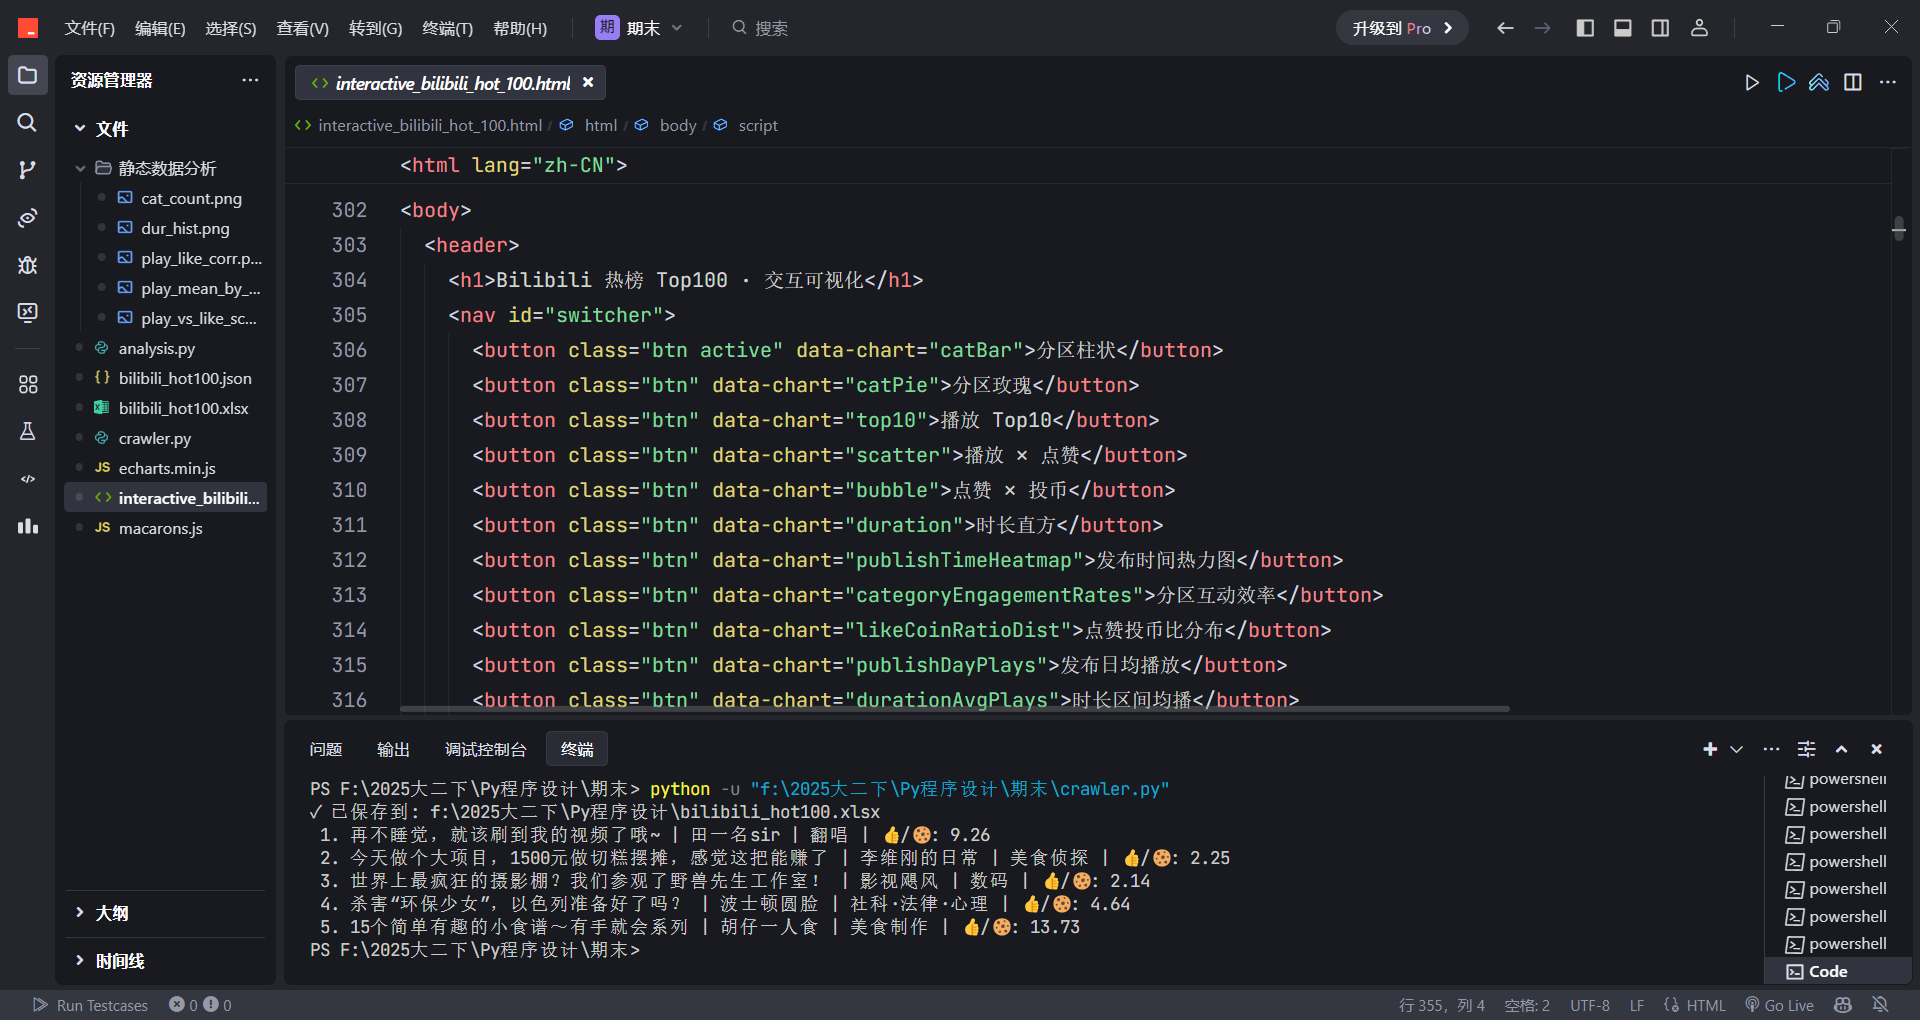 文件(F) 编辑(E) 选择(S) 查看(V) 转到(G) 终端(T) 帮助(H) 期 期末 搜索 升级到 Pro
资源管理器
文件
静态数据分析
cat_count.png
dur_hist.png
play_like_corr.p...
play_mean_by_...
play_vs_like_sc...
analysis.py
bilibili_hot100.json
bilibili_hot100.xlsx
crawler.py
JS echarts.min.js
interactive_bilibili...
JS macarons.js
大纲
时间线
interactive_bilibili_hot_100.html
interactive_bilibili_hot_100.html / html / body / script
<html lang="zh-CN">
302 <body>
303 <header>
304 <h1>Bilibili 热榜 Top100 · 交互可视化</h1>
305 <nav id="switcher">
306 <button class="btn active" data-chart="catBar">分区柱状</button>
307 <button class="btn" data-chart="catPie">分区玫瑰</button>
308 <button class="btn" data-chart="top10">播放 Top10</button>
309 <button class="btn" data-chart="scatter">播放 × 点赞</button>
310 <button class="btn" data-chart="bubble">点赞 × 投币</button>
311 <button class="btn" data-chart="duration">时长直方</button>
312 <button class="btn" data-chart="publishTimeHeatmap">发布时间热力图</button>
313 <button class="btn" data-chart="categoryEngagementRates">分区互动效率</button>
314 <button class="btn" data-chart="likeCoinRatioDist">点赞投币比分布</button>
315 <button class="btn" data-chart="publishDayPlays">发布日均播放</button>
316 <button class="btn" data-chart="durationAvgPlays">时长区间均播</button>
问题 输出 调试控制台 终端
PS F:\2025大二下\Py程序设计\期末> python -u "f:\2025大二下\Py程序设计\期末\crawler.py"
✓ 已保存到: f:\2025大二下\Py程序设计\bilibili_hot100.xlsx
1. 再不睡觉，就该刷到我的视频了哦~ | 田一名sir | 翻唱 | 👍/🍪: 9.26
2. 今天做个大项目，1500元做切糕摆摊，感觉这把能赚了 | 李维刚的日常 | 美食侦探 | 👍/🍪: 2.25
3. 世界上最疯狂的摄影棚？我们参观了野兽先生工作室！ | 影视飓风 | 数码 | 👍/🍪: 2.14
4. 杀害“环保少女”，以色列准备好了吗？ | 波士顿圆脸 | 社科·法律·心理 | 👍/🍪: 4.64
5. 15个简单有趣的小食谱～有手就会系列 | 胡仔一人食 | 美食制作 | 👍/🍪: 13.73
PS F:\2025大二下\Py程序设计\期末>
powershell
powershell
powershell
powershell
powershell
powershell
powershell
Code
Run Testcases 0 0 行 355，列 4 空格: 2 UTF-8 LF HTML Go Live